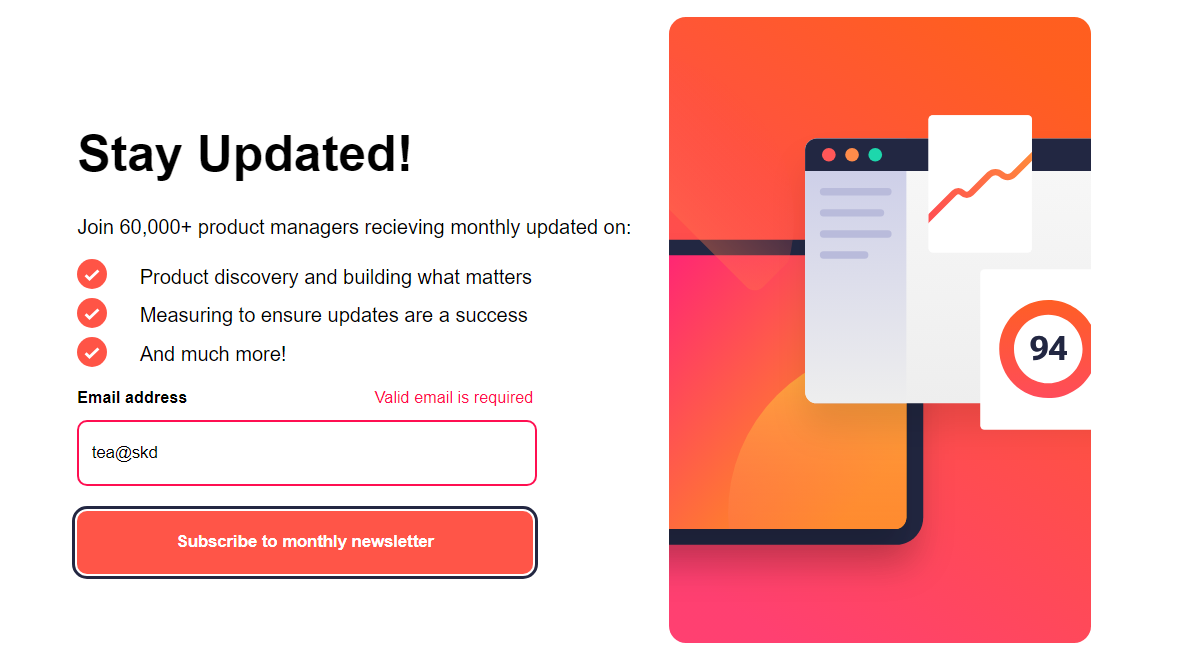 Stay Updated!
Join 60,000+ product managers recieving monthly updated on:
Product discovery and building what matters
Measuring to ensure updates are a success
And much more!
Email address Valid email is required
tea@skd
Subscribe to monthly newsletter
94